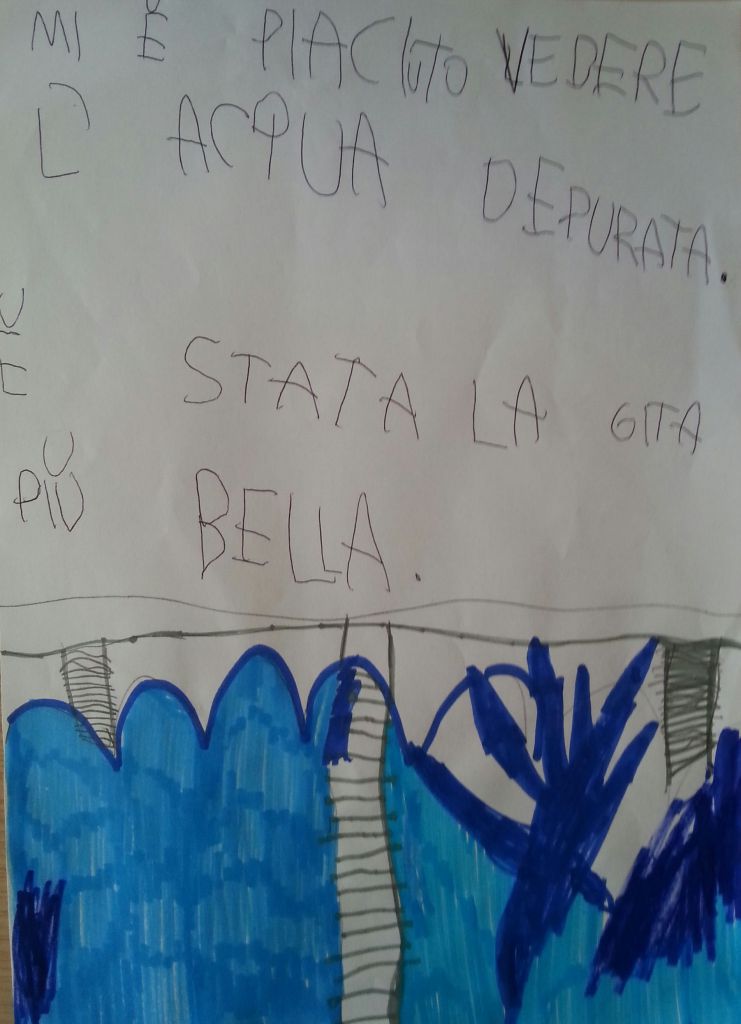 MI È PIACIUTO VEDERE
L' ACQUA DEPURATA.
È STATA LA GITA
PIÙ BELLA.